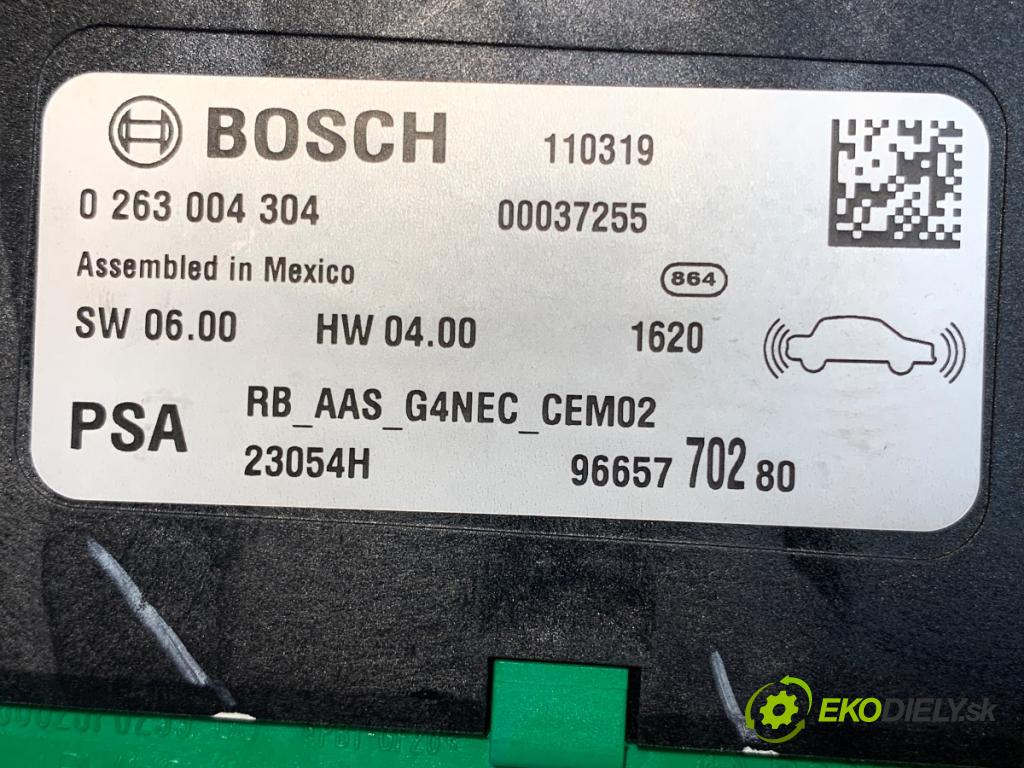 BOSCH 110319
0 263 004 304 00037255
Assembled in Mexico 864
SW 06.00 HW 04.00 1620
PSA RB_AAS_G4NEC_CEM02
23054H 96657 702 80
EKODIELY.sk